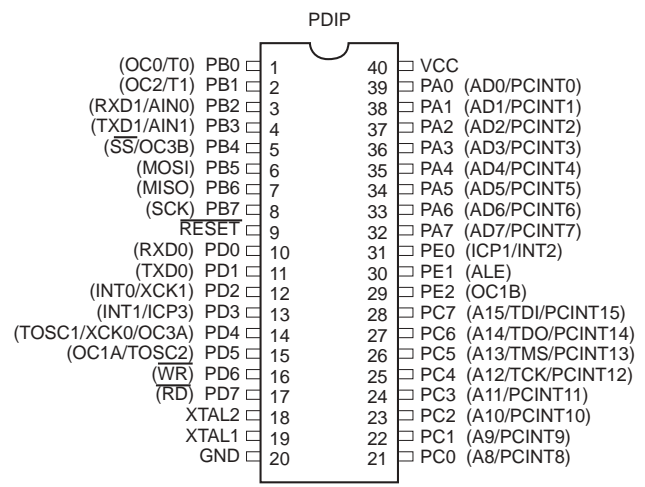 PDIP
(OC0/T0) PB0 1 40 VCC
(OC2/T1) PB1 2 39 PA0 (AD0/PCINT0)
(RXD1/AIN0) PB2 3 38 PA1 (AD1/PCINT1)
(TXD1/AIN1) PB3 4 37 PA2 (AD2/PCINT2)
(S̅S̅/OC3B) PB4 5 36 PA3 (AD3/PCINT3)
(MOSI) PB5 6 35 PA4 (AD4/PCINT4)
(MISO) PB6 7 34 PA5 (AD5/PCINT5)
(SCK) PB7 8 33 PA6 (AD6/PCINT6)
R̅E̅S̅E̅T̅ 9 32 PA7 (AD7/PCINT7)
(RXD0) PD0 10 31 PE0 (ICP1/INT2)
(TXD0) PD1 11 30 PE1 (ALE)
(INT0/XCK1) PD2 12 29 PE2 (OC1B)
(INT1/ICP3) PD3 13 28 PC7 (A15/TDI/PCINT15)
(TOSC1/XCK0/OC3A) PD4 14 27 PC6 (A14/TDO/PCINT14)
(OC1A/TOSC2) PD5 15 26 PC5 (A13/TMS/PCINT13)
(W̅R̅) PD6 16 25 PC4 (A12/TCK/PCINT12)
(R̅D̅) PD7 17 24 PC3 (A11/PCINT11)
XTAL2 18 23 PC2 (A10/PCINT10)
XTAL1 19 22 PC1 (A9/PCINT9)
GND 20 21 PC0 (A8/PCINT8)